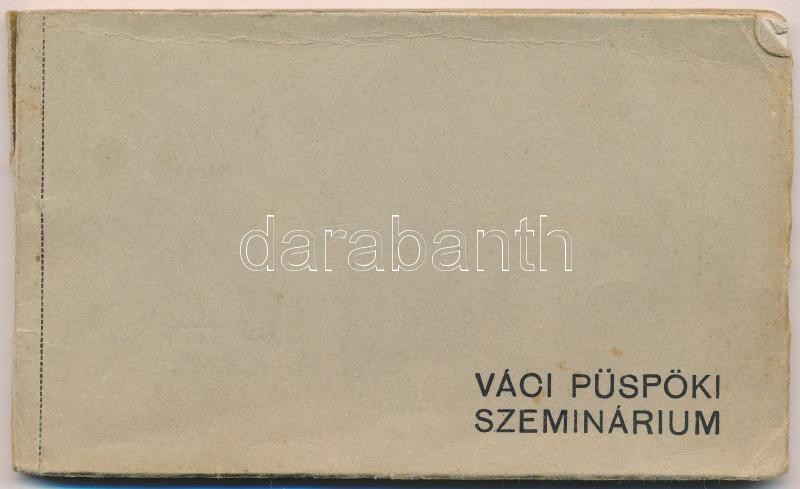 darabanth
VÁCI PÜSPÖKI
SZEMINÁRIUM